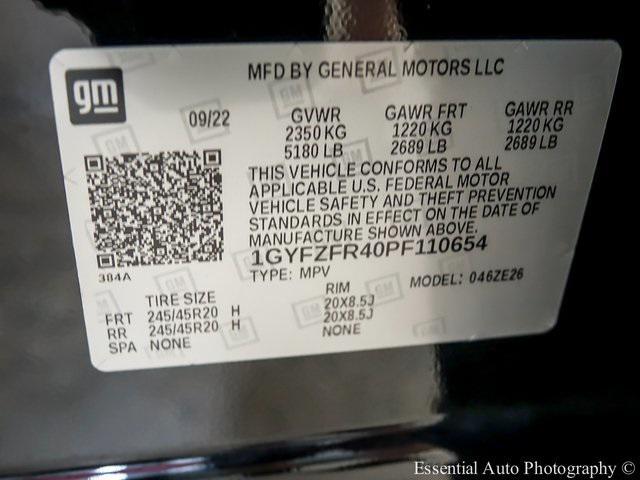 gm
MFD BY GENERAL MOTORS LLC
09/22
GVWR GAWR FRT GAWR RR
2350 KG 1220 KG 1220 KG
5180 LB 2689 LB 2689 LB
THIS VEHICLE CONFORMS TO ALL
APPLICABLE U.S. FEDERAL MOTOR
VEHICLE SAFETY AND THEFT PREVENTION
STANDARDS IN EFFECT ON THE DATE OF
MANUFACTURE SHOWN ABOVE.
1GYFZFR40PF110654
384A
TYPE: MPV MODEL: 046ZE26
TIRE SIZE RIM
FRT 245/45R20 H 20X8.5J
RR 245/45R20 H 20X8.5J
SPA NONE NONE
Essential Auto Photography (C)